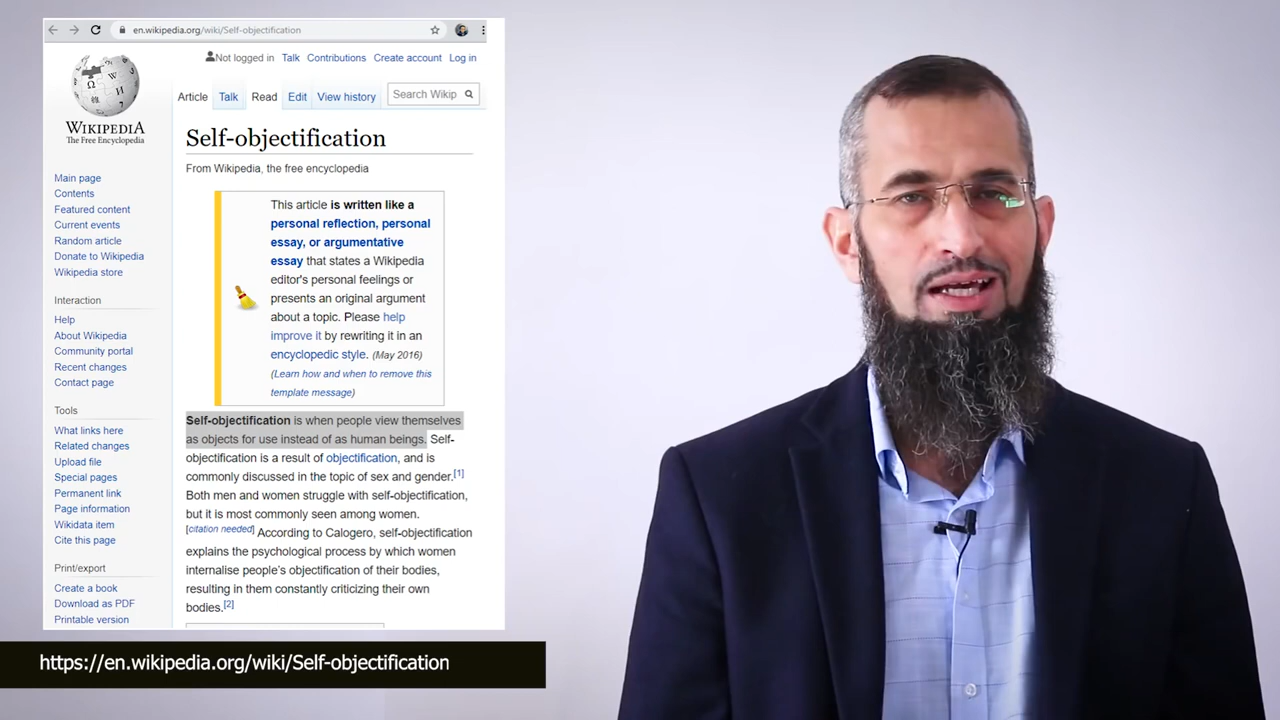 en.wikipedia.org/wiki/Self-objectification
Not logged in Talk Contributions Create account Log in
Article Talk Read Edit View history Search Wikip
WIKIPEDIA
The Free Encyclopedia
Main page
Contents
Featured content
Current events
Random article
Donate to Wikipedia
Wikipedia store
Interaction
Help
About Wikipedia
Community portal
Recent changes
Contact page
Tools
What links here
Related changes
Upload file
Special pages
Permanent link
Page information
Wikidata item
Cite this page
Print/export
Create a book
Download as PDF
Printable version
Self-objectification
From Wikipedia, the free encyclopedia
This article is written like a
personal reflection, personal
essay, or argumentative
essay that states a Wikipedia
editor's personal feelings or
presents an original argument
about a topic. Please help
improve it by rewriting it in an
encyclopedic style. (May 2016)
(Learn how and when to remove this
template message)
Self-objectification is when people view themselves
as objects for use instead of as human beings. Self-
objectification is a result of objectification, and is
commonly discussed in the topic of sex and gender.[1]
Both men and women struggle with self-objectification,
but it is most commonly seen among women.
[citation needed] According to Calogero, self-objectification
explains the psychological process by which women
internalise people's objectification of their bodies,
resulting in them constantly criticizing their own
bodies.[2]
https://en.wikipedia.org/wiki/Self-objectification